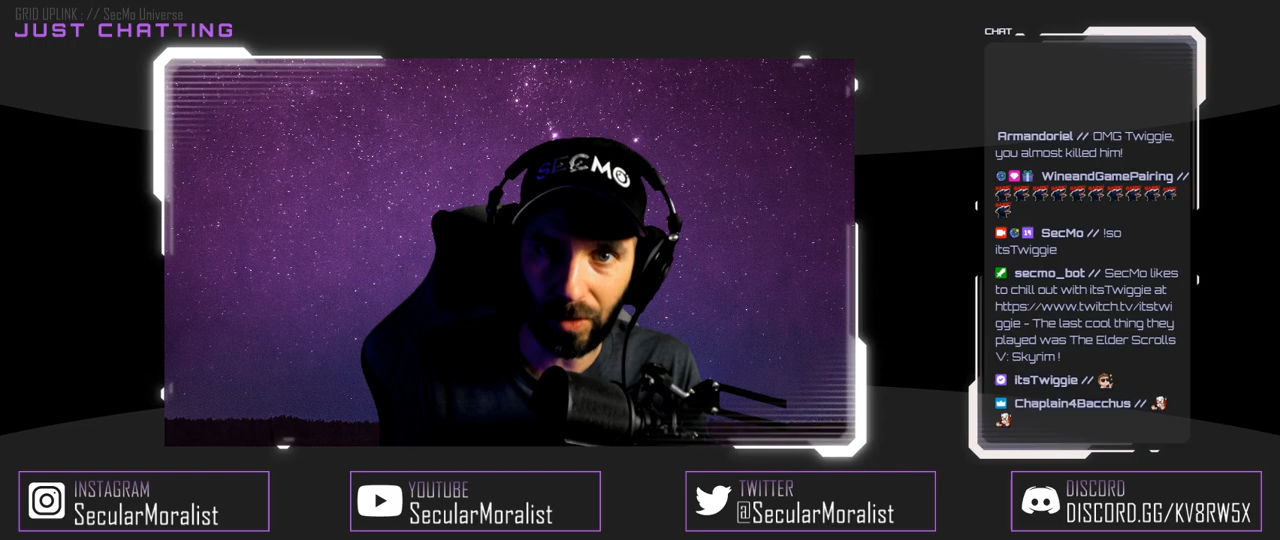 GRID UPLINK : // SecMo Universe
JUST CHATTING
SECMO
CHAT
Armandoriel // OMG Twiggie,
you almost killed him!
WineandGamePairing //
SecMo // !so
itsTwiggie
secmo_bot // SecMo likes
to chill out with itsTwiggie at
https://www.twitch.tv/itstwi
ggie - The last cool thing they
played was The Elder Scrolls
V: Skyrim !
itsTwiggie //
Chaplain4Bacchus //
INSTAGRAM
SecularMoralist
YOUTUBE
SecularMoralist
TWITTER
@SecularMoralist
DISCORD
DISCORD.GG/KV8RW5X